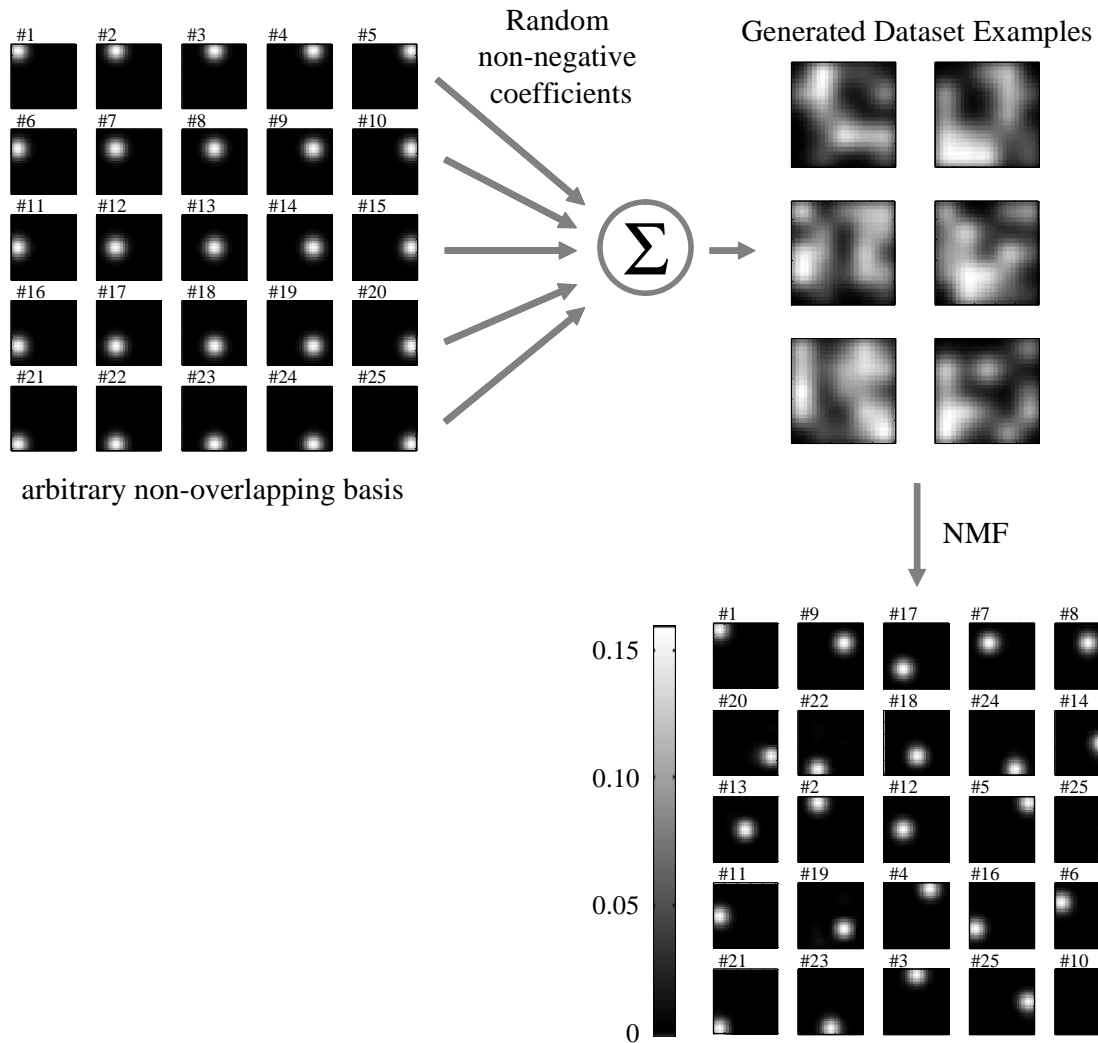 #1 #2 #3 #4 #5
#6 #7 #8 #9 #10
#11 #12 #13 #14 #15
#16 #17 #18 #19 #20
#21 #22 #23 #24 #25
arbitrary non-overlapping basis
Random
non-negative
coefficients
Σ
Generated Dataset Examples
NMF
0.15
0.10
0.05
0
#1 #9 #17 #7 #8
#20 #22 #18 #24 #14
#13 #2 #12 #5 #25
#11 #19 #4 #16 #6
#21 #23 #3 #25 #10